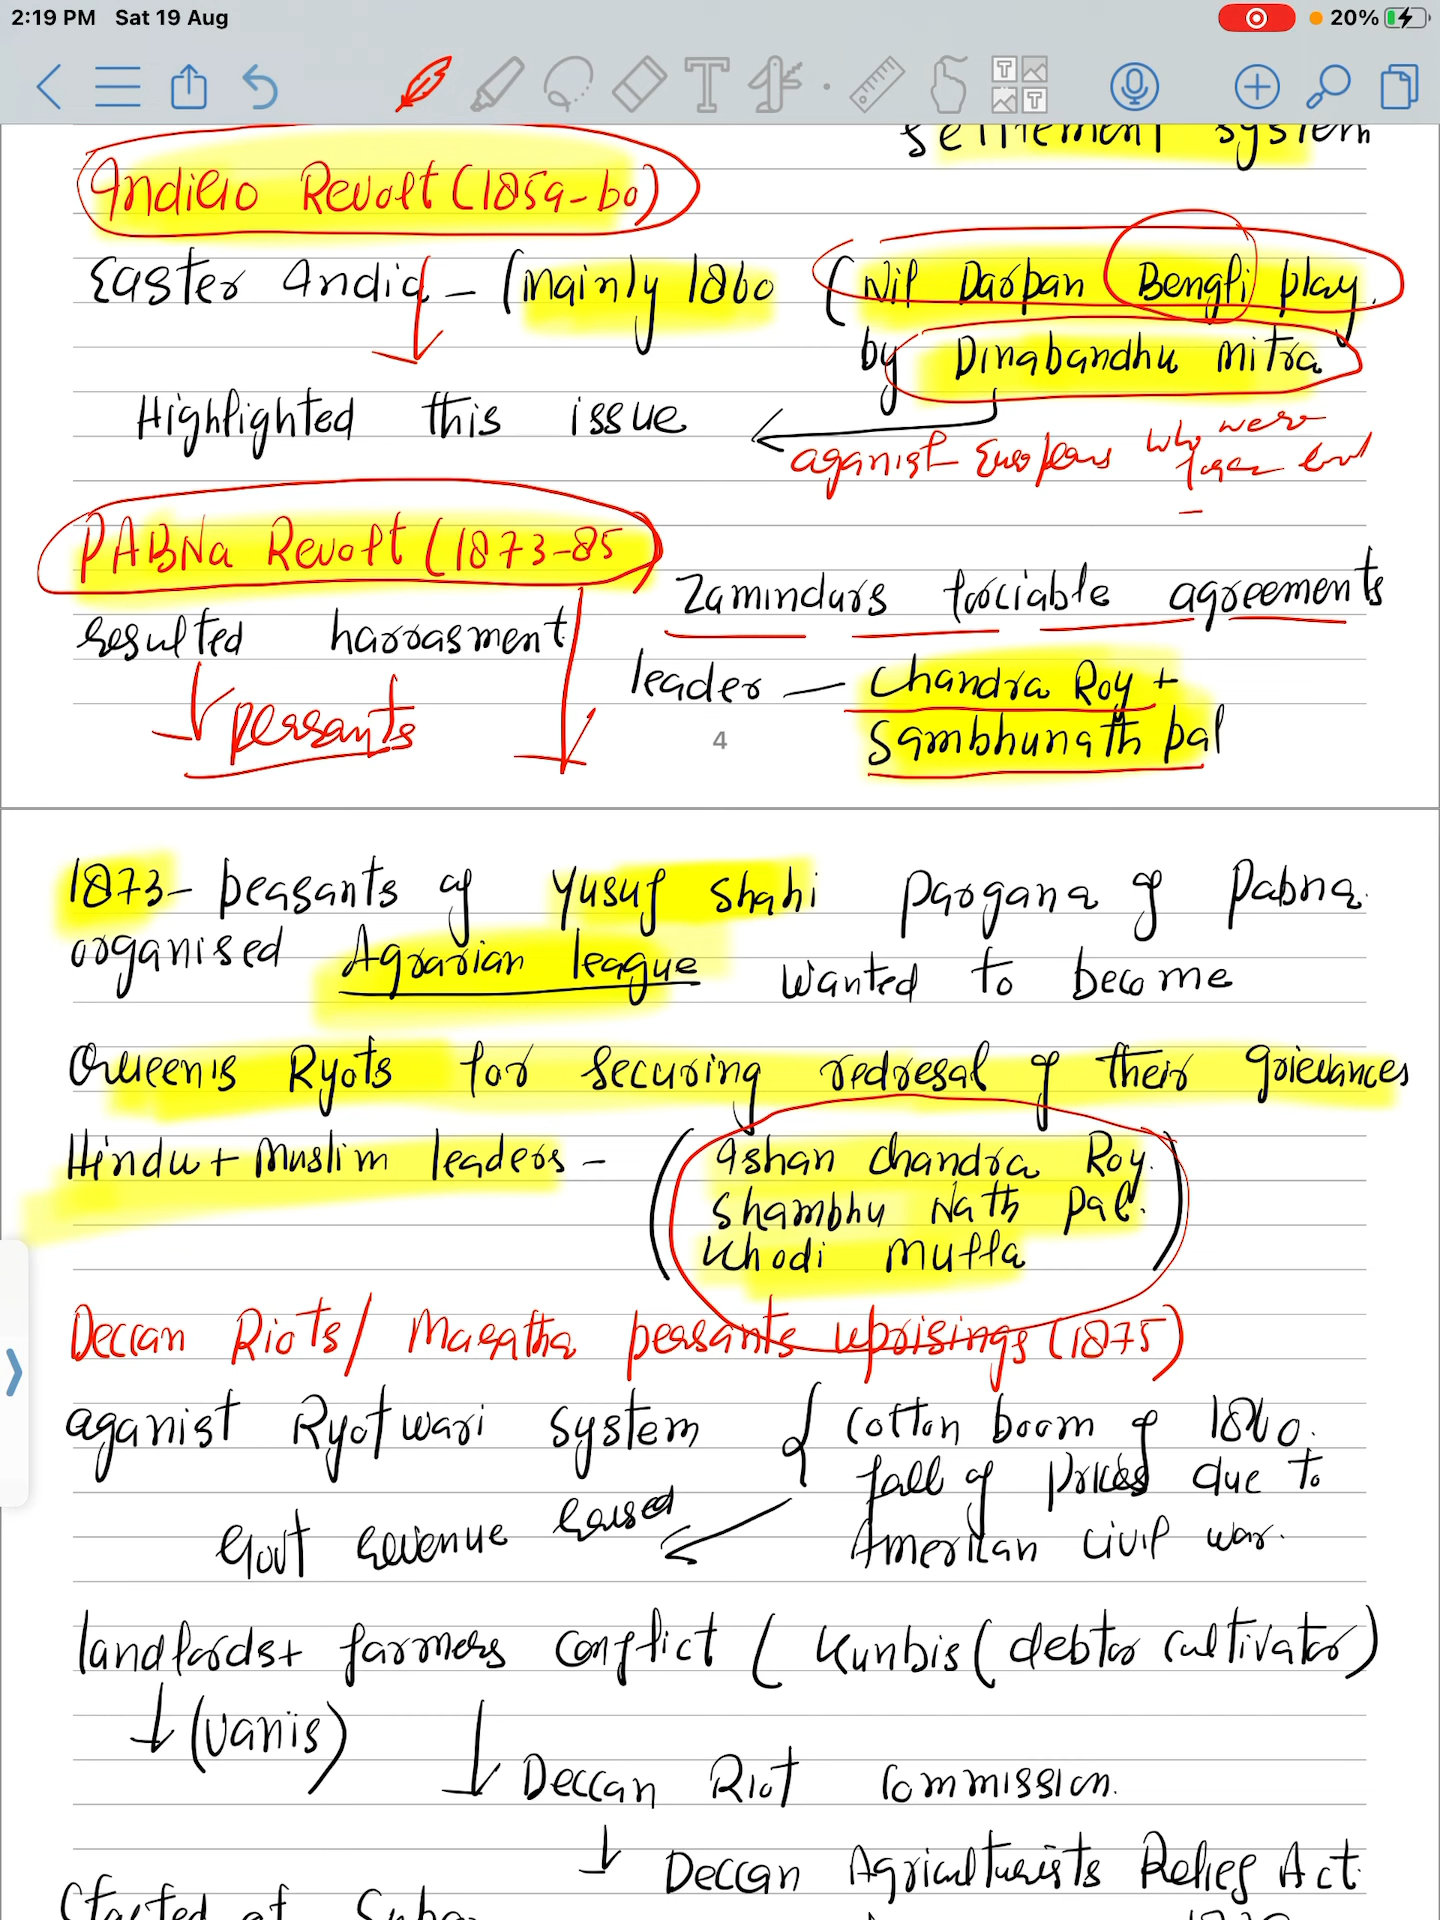 2:19 PM Sat 19 Aug 20%
settlement system
Indigo Revolt (1859-60)
Easter India - (mainly 1860 (Nil Darpan Bengli play.
by Dinabandhu Mitra
Highlighted this issue
aganist Europeans who were
PABNa Revolt (1873-85
Zamindars forciable agreements
resulted harrasment
leader - Chandra Roy +
peasants
Sambhunath pal
4
1873- peasants of Yusuf Shahi Pargana of Pabna.
organised Agrarian league wanted to become
Queen's Ryots for securing redresal of their grievances
Hindu + Muslim leaders - (Ishan Chandra Roy.
Shambhu Nath Pal.
Khodi Mulla)
Deccan Riots/ Maratha peasants uprisings (1875)
aganist Ryotwari system { Cotton boom of 1860.
fall of prices due to
Govt revenue raised
American civil war.
landlords+ farmers conflict ( Kunbis (debtor cultivator)
(Vanis)
Deccan Riot Commission.
Deccan Agriculturists Relief Act
Started at Supa